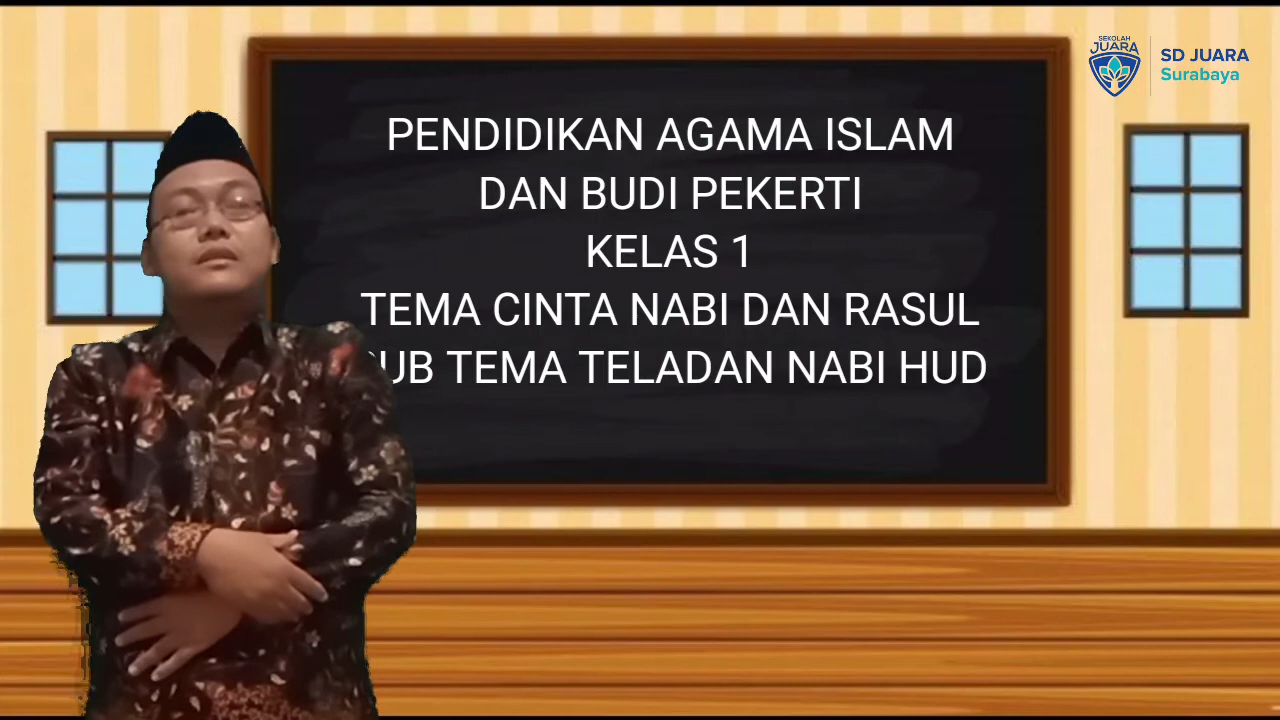 SEKOLAH
JUARA
SD JUARA
Surabaya
PENDIDIKAN AGAMA ISLAM
DAN BUDI PEKERTI
KELAS 1
TEMA CINTA NABI DAN RASUL
TEMA TELADAN NABI HUD